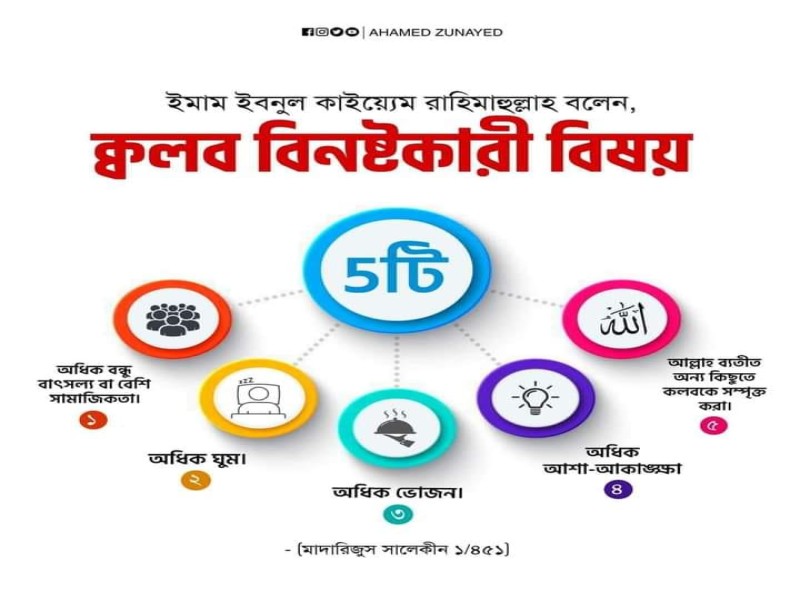 AHAMED ZUNAYED
ইমাম ইবনুল কাইয়্যেম রাহিমাহুল্লাহ বলেন,
ক্বলব বিনষ্টকারী বিষয়
5টি
অধিক বন্ধু
বাৎসল্য বা বেশি
সামাজিকতা।
১
zzz
অধিক ঘুম।
২
অধিক ভোজন।
৩
অধিক
আশা-আকাঙ্ক্ষা
৪
الله
আল্লাহ ব্যতীত
অন্য কিছুতে
কলবকে সম্পৃক্ত
করা।
৫
- (মাদারিজুস সালেকীন ১/৪৫১)